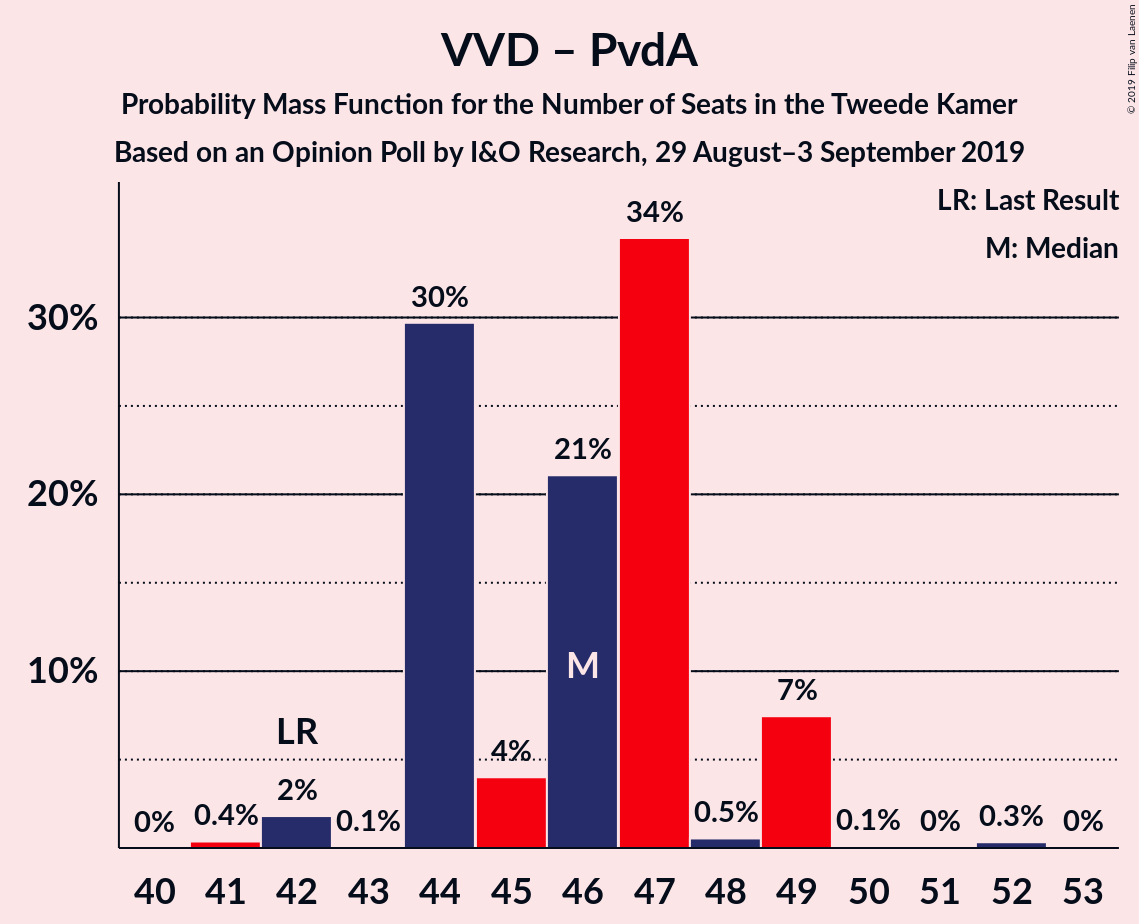 VVD – PvdA
Probability Mass Function for the Number of Seats in the Tweede Kamer
Based on an Opinion Poll by I&O Research, 29 August–3 September 2019
© 2019 Filip van Laenen
LR: Last Result
M: Median
34%
30%
30%
21%
20%
M
10%
7%
LR
4%
2%
0%
0.4%
0.1%
0.5%
0.1%
0%
0.3%
0%
40 41 42 43 44 45 46 47 48 49 50 51 52 53